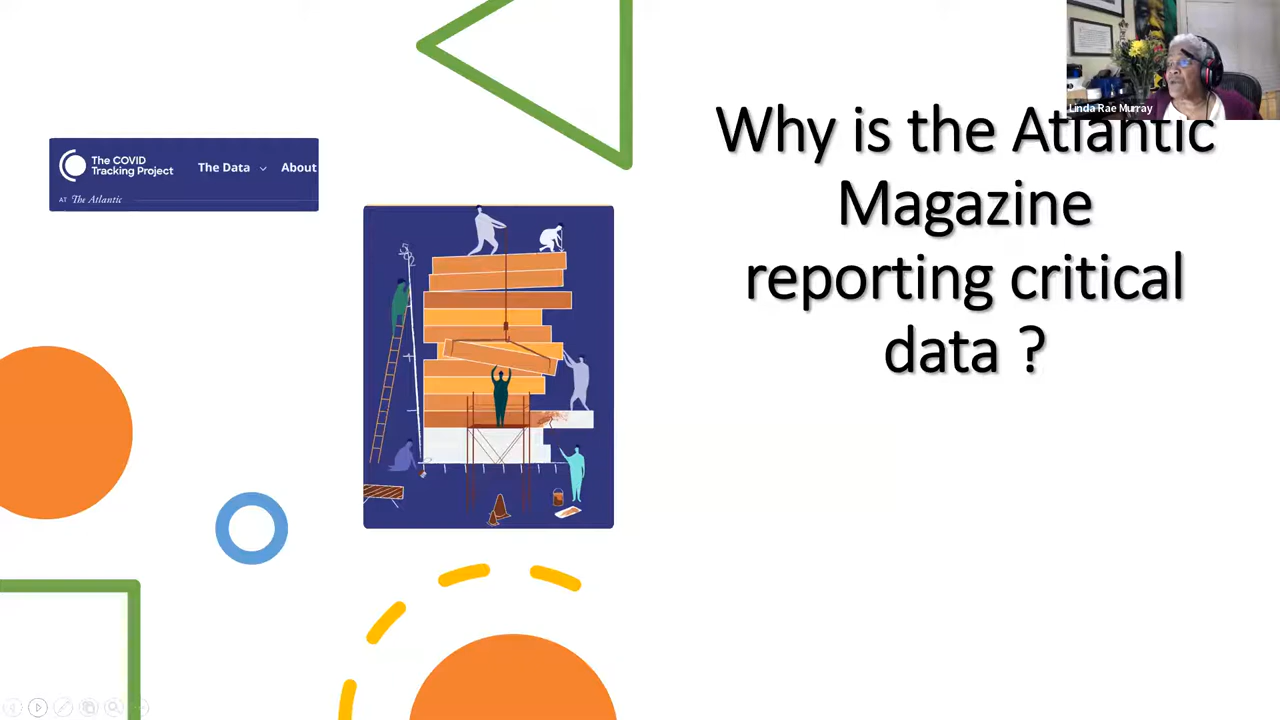 Linda Rae Murray
Why is the Atlantic
Magazine
reporting critical
data ?
The COVID
Tracking Project
The Data
About
AT The Atlantic